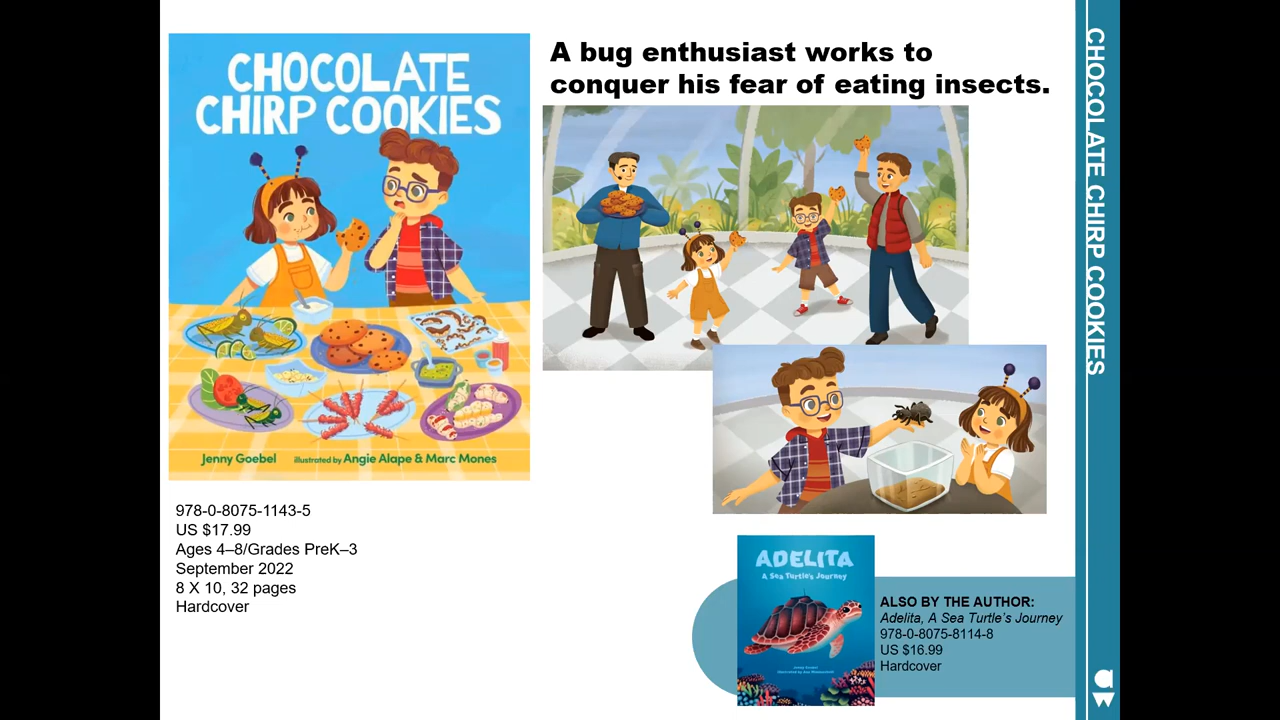 CHOCOLATE
CHIRP COOKIES
Jenny Goebel
illustrated by Angie Alape & Marc Mones
978-0-8075-1143-5
US $17.99
Ages 4–8/Grades PreK–3
September 2022
8 X 10, 32 pages
Hardcover
A bug enthusiast works to
conquer his fear of eating insects.
ADELITA
A Sea Turtle's Journey
Jenny Goebel
ALSO BY THE AUTHOR:
Adelita, A Sea Turtle's Journey
978-0-8075-8114-8
US $16.99
Hardcover
CHOCOLATE CHIRP COOKIES
aw